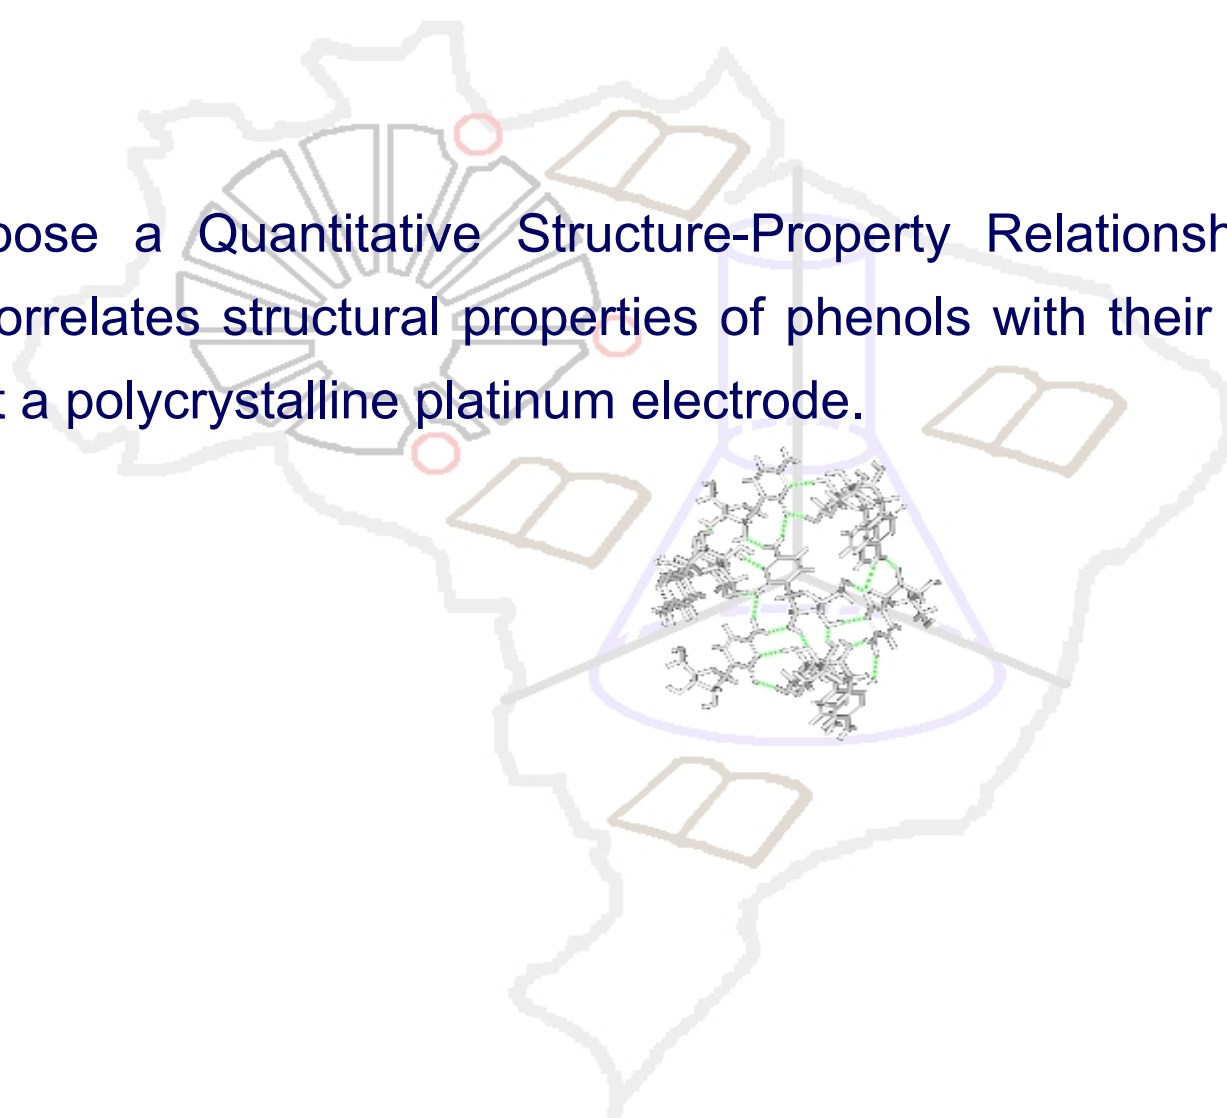 pose a Quantitative Structure-Property Relationsh
orrelates structural properties of phenols with their
t a polycrystalline platinum electrode.